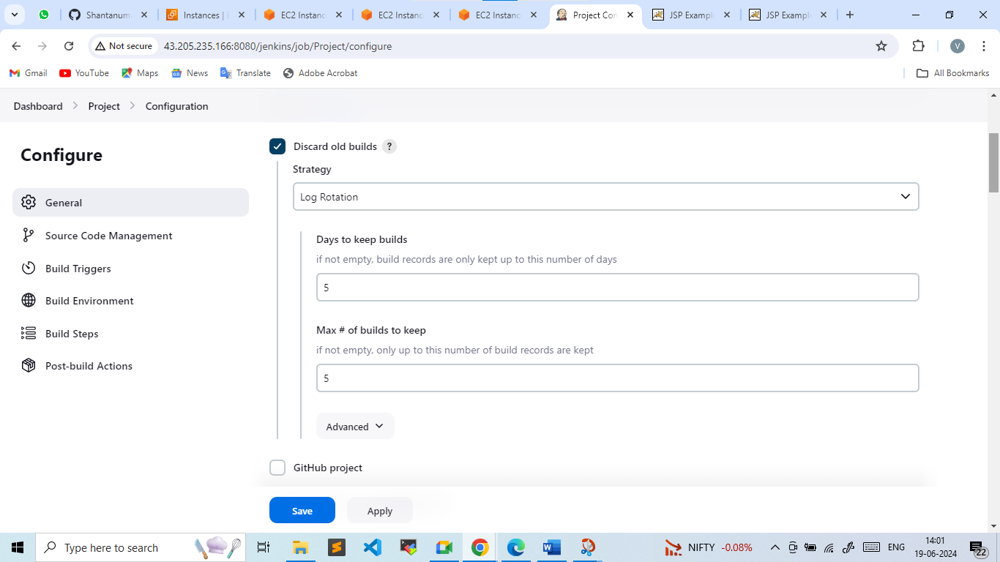 Shantanum
Instances | E
EC2 Instanc
EC2 Instanc
EC2 Instanc
Project Con
JSP Exampl
JSP Exampl
Not secure
43.205.235.166:8080/jenkins/job/Project/configure
V
Gmail
YouTube
Maps
News
Translate
Adobe Acrobat
All Bookmarks
Dashboard
Project
Configuration
Configure
General
Source Code Management
Build Triggers
Build Environment
Build Steps
Post-build Actions
Discard old builds ?
Strategy
Log Rotation
Days to keep builds
if not empty, build records are only kept up to this number of days
5
Max # of builds to keep
if not empty, only up to this number of build records are kept
5
Advanced
GitHub project
Save
Apply
Type here to search
NIFTY -0.08%
ENG
14:01
19-06-2024
22